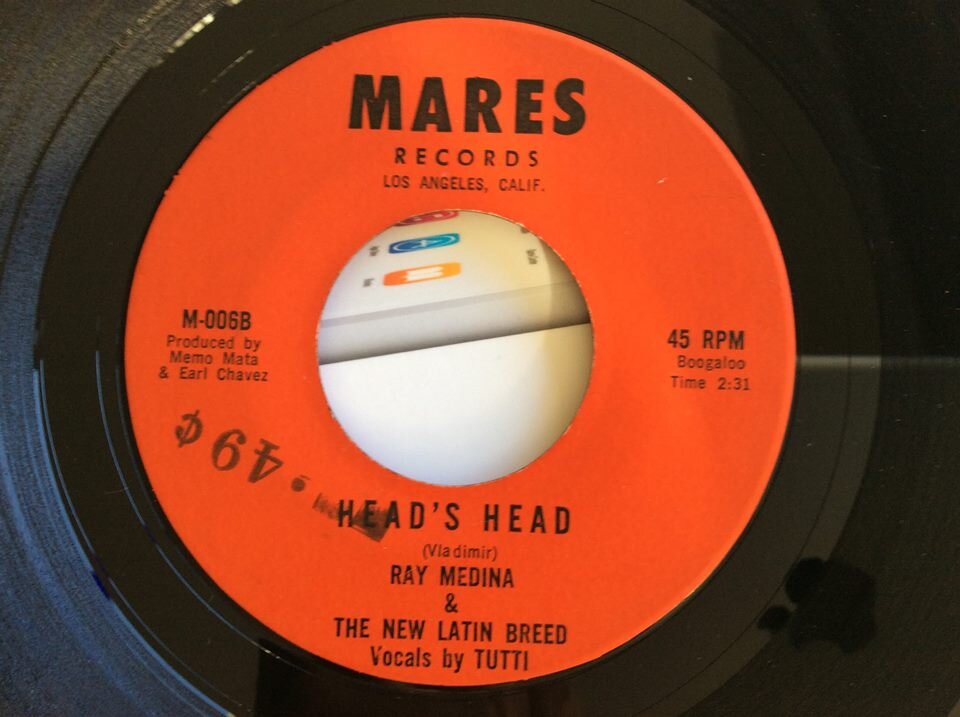 MARES
RECORDS
LOS ANGELES, CALIF.
M-006B
Produced by
Memo Mata
& Earl Chavez
45 RPM
Boogaloo
Time 2:31
49¢
HEAD'S HEAD
(Vladimir)
RAY MEDINA
&
THE NEW LATIN BREED
Vocals by TUTTI